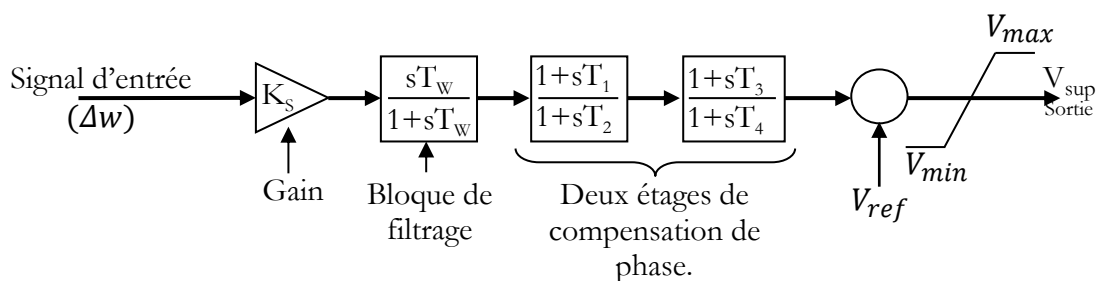 Signal d'entrée
(Δw)
K_S
sT_W
1+sT_W
1+sT_1
1+sT_2
1+sT_3
1+sT_4
V_max
V_sup
Sortie
V_min
V_ref
Gain
Bloque de
filtrage
Deux étages de
compensation de
phase.